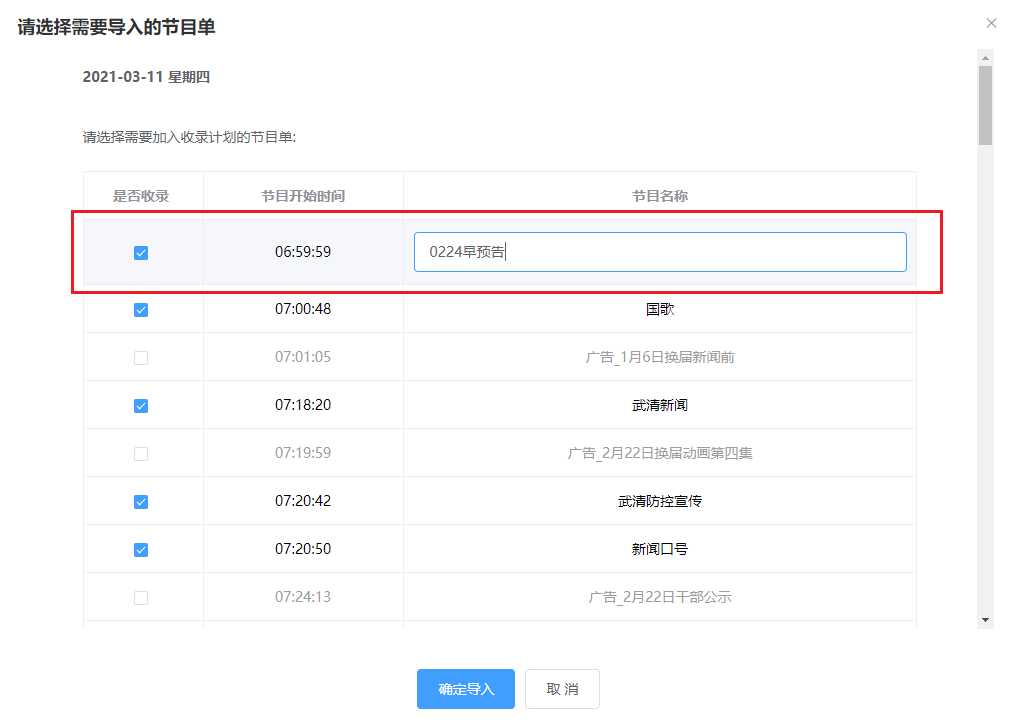 请选择需要导入的节目单
2021-03-11 星期四
请选择需要加入收录计划的节目单:
是否收录 节目开始时间 节目名称
06:59:59 0224早预告
07:00:48 国歌
07:01:05 广告_1月6日换届新闻前
07:18:20 武清新闻
07:19:59 广告_2月22日换届动画第四集
07:20:42 武清防控宣传
07:20:50 新闻口号
07:24:13 广告_2月22日干部公示
确定导入 取 消